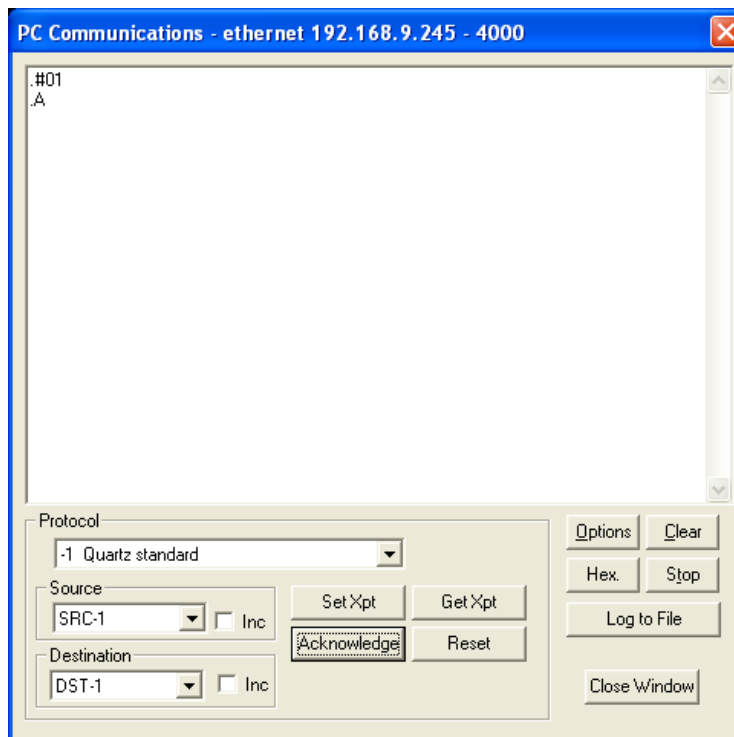 PC Communications - ethernet 192.168.9.245 - 4000
.#01
.A
Protocol
-1 Quartz standard
Source
SRC-1
Inc
Destination
DST-1
Inc
Set Xpt
Get Xpt
Acknowledge
Reset
Options
Clear
Hex.
Stop
Log to File
Close Window